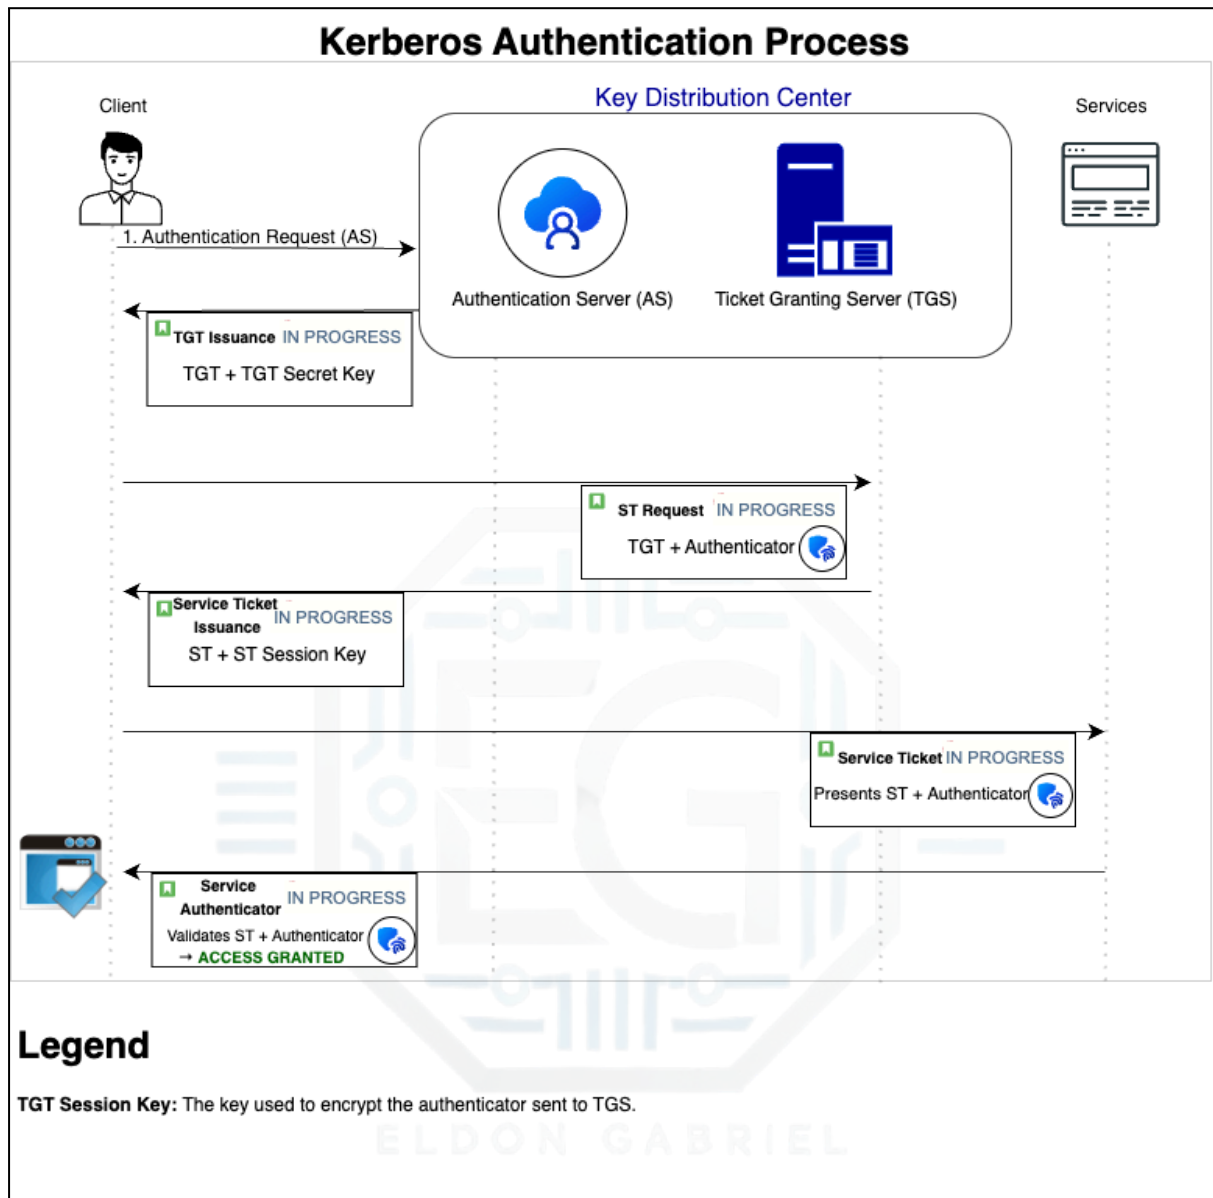 Kerberos Authentication Process
Client
Key Distribution Center
Services
1. Authentication Request (AS)
Authentication Server (AS)
Ticket Granting Server (TGS)
TGT Issuance IN PROGRESS
TGT + TGT Secret Key
ST Request IN PROGRESS
TGT + Authenticator
Service Ticket
Issuance
IN PROGRESS
ST + ST Session Key
Service Ticket IN PROGRESS
Presents ST + Authenticator
Service
Authenticator
IN PROGRESS
Validates ST + Authenticator
→ ACCESS GRANTED
EG
Legend
TGT Session Key: The key used to encrypt the authenticator sent to TGS.
ELDON GABRIEL